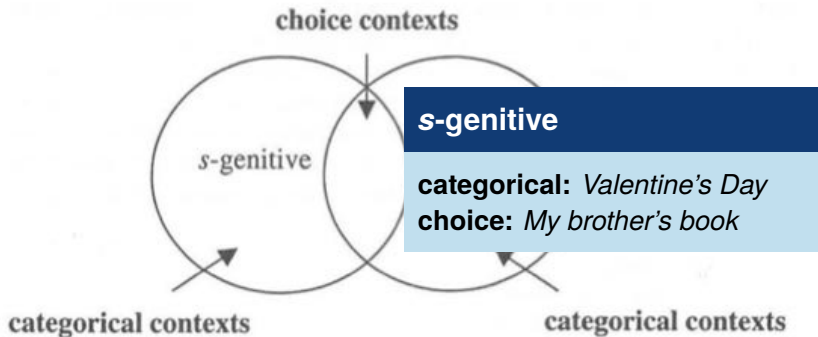 choice contexts
s-genitive
s-genitive
categorical: Valentine's Day
choice: My brother's book
categorical contexts
categorical contexts